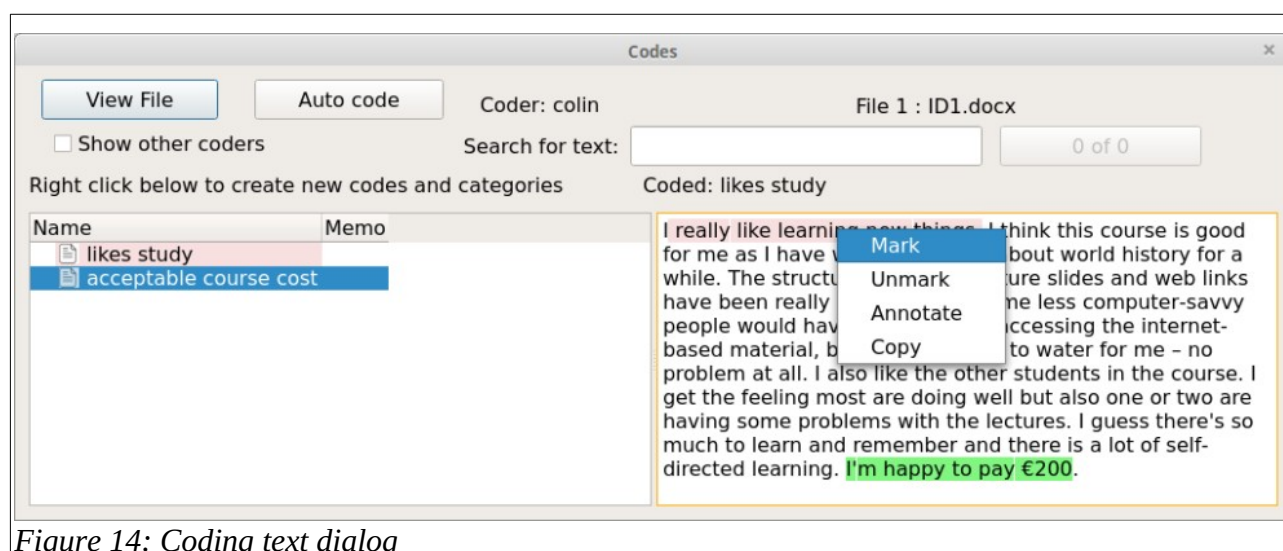 Codes
×
View File
Auto code
Coder: colin
File 1 : ID1.docx
Show other coders
Search for text:
0 of 0
Right click below to create new codes and categories
Coded: likes study
Name Memo
likes study
acceptable course cost
I really like learning new things. I think this course is good
for me as I have world history for a
while. The slides and web links
have been really less computer-savvy
people would the internet-
based material, to water for me – no
problem at all. I also like the other students in the course. I
get the feeling most are doing well but also one or two are
having some problems with the lectures. I guess there's so
much to learn and remember and there is a lot of self-
directed learning. I'm happy to pay €200.
Mark
Unmark
Annotate
Copy
Figure 14: Coding text dialog